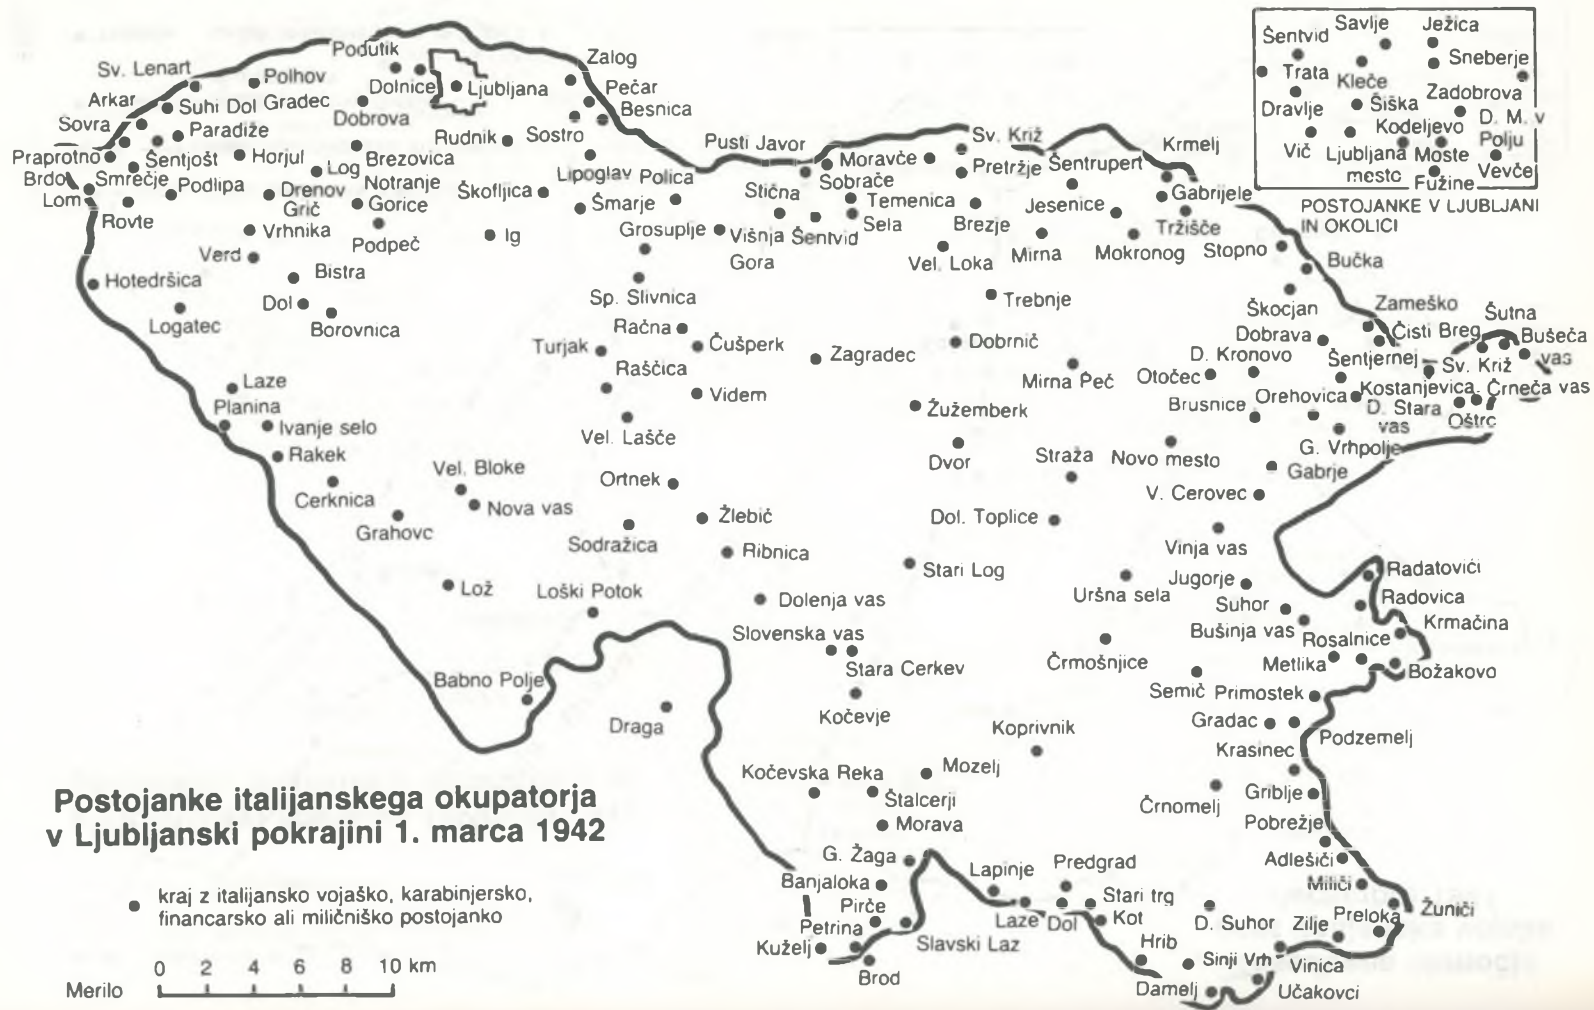 Podutik
Sv. Lenart
Polhov
Gradec
Dolnice
Ljubljana
Zalog
Pečar
Besnica
Arkar
Suhi Dol
Dobrova
Sovra
Paradiže
Rudnik
Sostro
Praprotno
Šentjošt
Horjul
Log
Brezovica
Brdo
Smrečje
Podlipa
Drenov
Grič
Notranje
Gorice
Škofljica
Lipoglav
Polica
Lom
Rovte
Šmarje
Vrhnika
Podpeč
Ig
Grosuplje
Verd
Bistra
Hotedršica
Dol
Borovnica
Logatec
Sp. Slivnica
Pusti Javor
Moravče
Sv. Križ
Pretržje
Šentrupert
Krmelj
Stična
Sobrače
Temenica
Gabrijele
Višnja
Gora
Šentvid
Sela
Brezje
Jesenice
Tržišče
Vel. Loka
Mirna
Mokronog
Stopno
Bučka
Šentvid
Savlje
Ježica
Trata
Kleče
Sneberje
Dravlje
Šiška
Zadobrova
Kodeljevo
D. M. v
Polju
Vič
Ljubljana
mesto
Moste
Fužine
Vevče
POSTOJANKE V LJUBLJANI
IN OKOLICI
Trebnje
Škocjan
Zameško
Šutna
Račna
Čušperk
Zagradec
Dobrnič
Dobrava
Čisti Breg
Bušeča
vas
Turjak
Raščica
Videm
Mirna Peč
Otočec
D. Kronovo
Šentjernej
Sv. Križ
Laze
Žužemberk
Brusnice
Orehovica
Kostanjevica
Črneča vas
Planina
Ivanje selo
Vel. Lašče
D. Stara
vas
Oštrc
Rakek
Vel. Bloke
Ortnek
Dvor
Straža
Novo mesto
G. Vrhpolje
Gabrje
Cerknica
Nova vas
Žlebič
V. Cerovec
Grahovc
Sodražica
Ribnica
Dol. Toplice
Vinja vas
Lož
Loški Potok
Dolenja vas
Stari Log
Uršna sela
Jugorje
Radatovići
Suhor
Radovica
Slovenska vas
Bušinja vas
Rosalnice
Krmačina
Stara Cerkev
Črmošnjice
Metlika
Božakovo
Babno Polje
Kočevje
Semič
Primostek
Draga
Koprivnik
Gradac
Podzemelj
Krasinec
Kočevska Reka
Mozelj
Štalcerji
Črnomelj
Griblje
Morava
Pobrežje
G. Žaga
Lapinje
Predgrad
Adlešiči
Banjaloka
Miliči
Pirče
Stari trg
Žuniči
Petrina
Laze
Dol
Kot
D. Suhor
Zilje
Preloka
Kuželj
Slavski Laz
Hrib
Sinji Vrh
Vinica
Brod
Damelj
Učakovci
Postojanke italijanskega okupatorja
v Ljubljanski pokrajini 1. marca 1942
kraj z italijansko vojaško, karabinjersko,
financarsko ali miličniško postojanko
0 2 4 6 8 10 km
Merilo